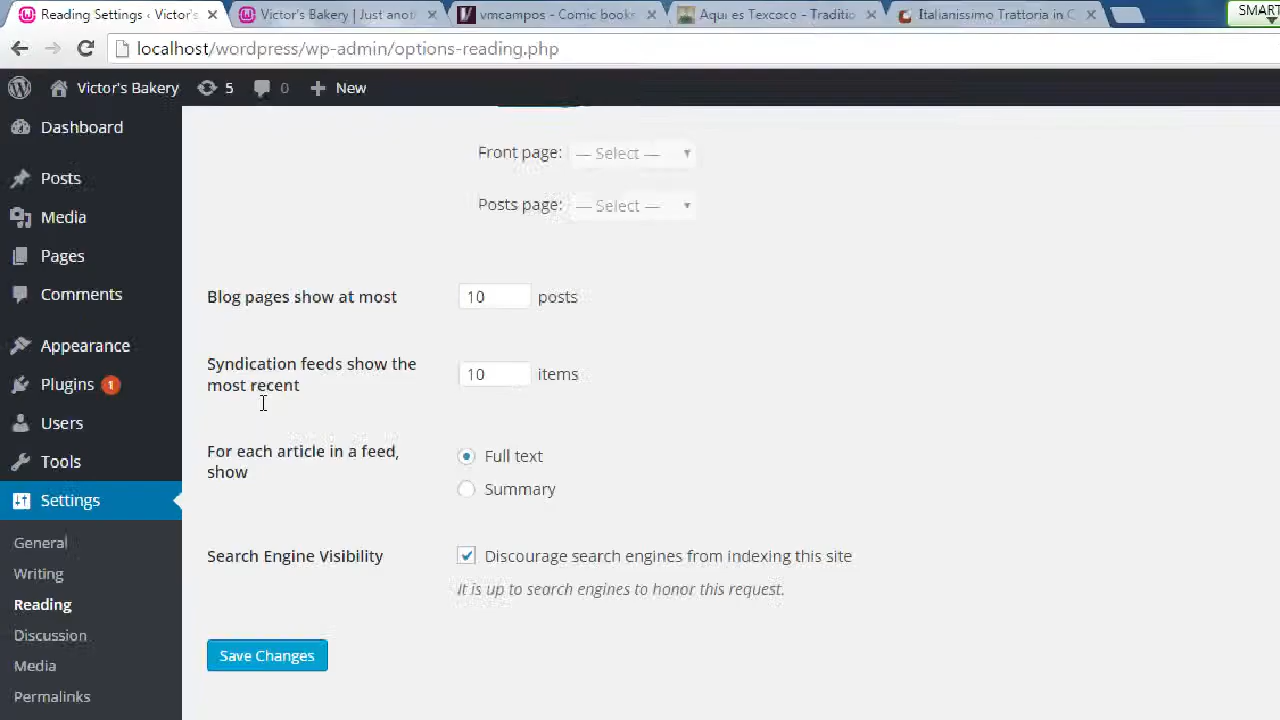 Reading Settings ‹ Victor's
Victor's Bakery | Just anot
vmcampos - Comic books
Aqui es Texcoco - Traditio
Italianissimo Trattoria in C
SMART
localhost/wordpress/wp-admin/options-reading.php
Victor's Bakery 5 0 New
Dashboard
Posts
Media
Pages
Comments
Appearance
Plugins 1
Users
Tools
Settings
General
Writing
Reading
Discussion
Media
Permalinks
Front page: — Select —
Posts page: — Select —
Blog pages show at most 10 posts
Syndication feeds show the
most recent
10 items
For each article in a feed,
show
Full text
Summary
Search Engine Visibility Discourage search engines from indexing this site
It is up to search engines to honor this request.
Save Changes